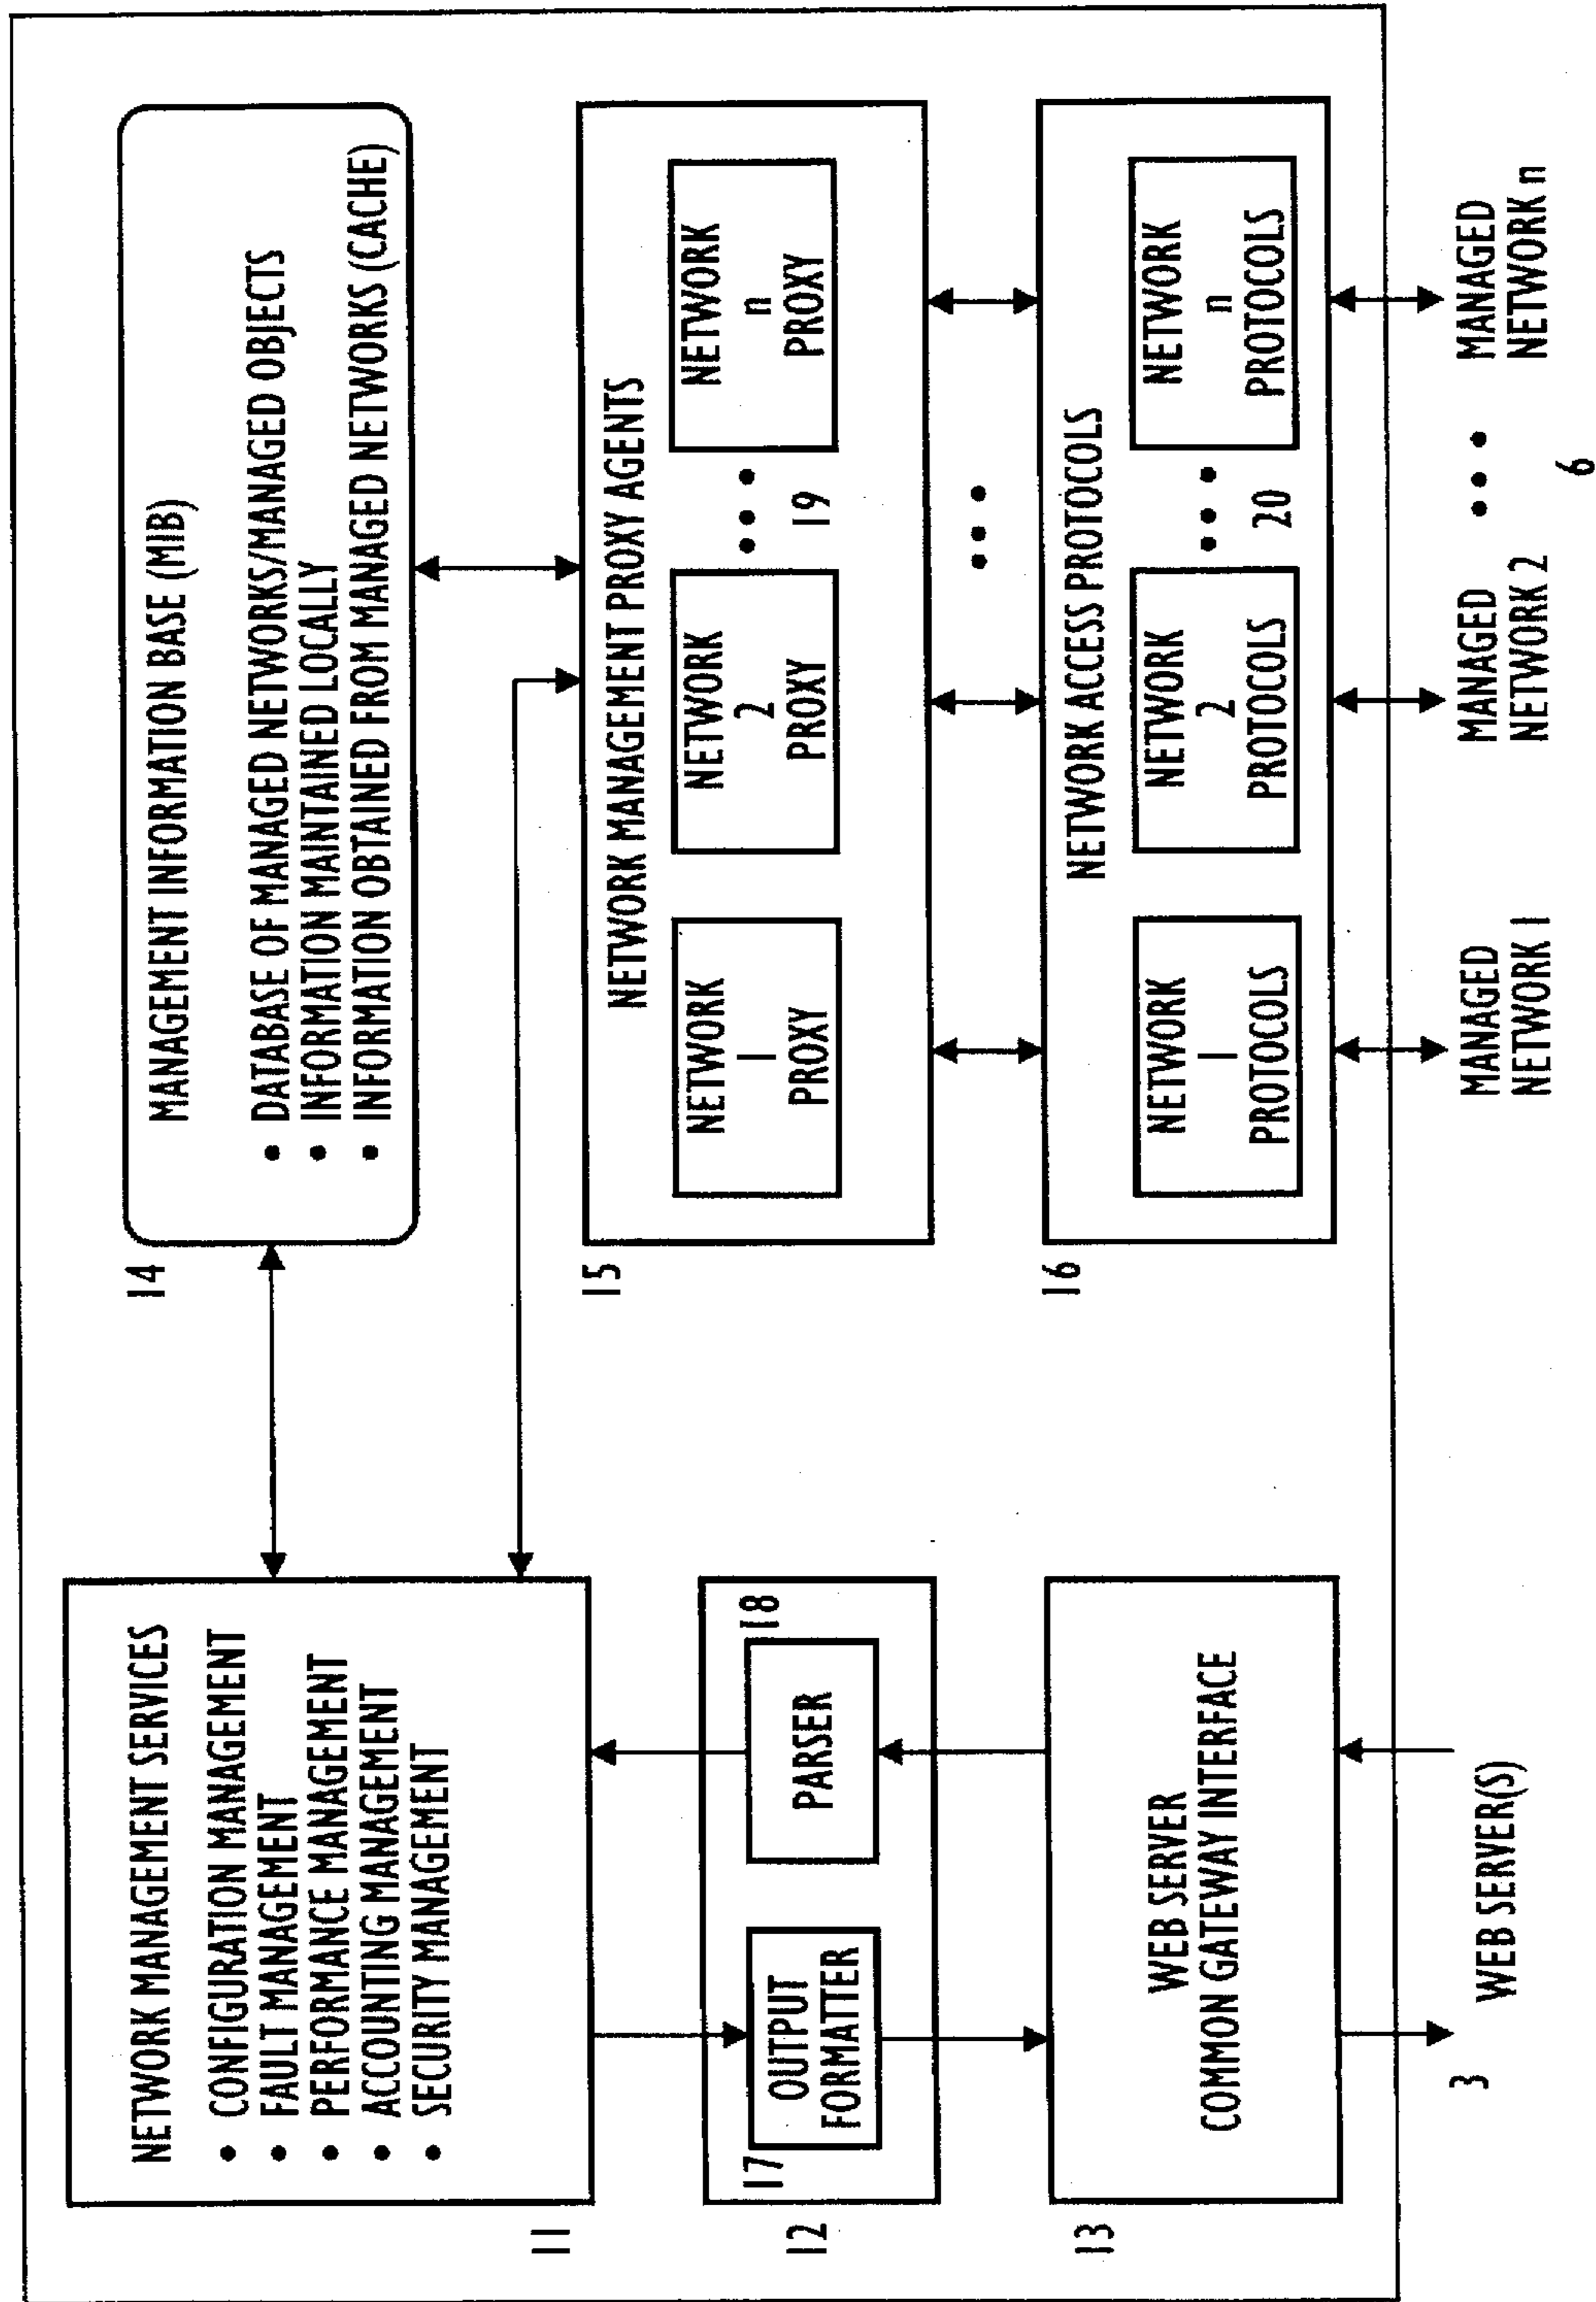 NETWORK MANAGEMENT SERVICES
• CONFIGURATION MANAGEMENT
• FAULT MANAGEMENT
• PERFORMANCE MANAGEMENT
• ACCOUNTING MANAGEMENT
• SECURITY MANAGEMENT
11
17
OUTPUT
FORMATTER
18
PARSER
12
WEB SERVER
COMMON GATEWAY INTERFACE
13
3
WEB SERVER(S)
MANAGEMENT INFORMATION BASE (MIB)
• DATABASE OF MANAGED NETWORKS/MANAGED OBJECTS
• INFORMATION MAINTAINED LOCALLY
• INFORMATION OBTAINED FROM MANAGED NETWORKS (CACHE)
14
NETWORK MANAGEMENT PROXY AGENTS
NETWORK
1
PROXY
NETWORK
2
PROXY
• • •
19
NETWORK
n
PROXY
15
• • •
NETWORK ACCESS PROTOCOLS
NETWORK
1
PROTOCOLS
NETWORK
2
PROTOCOLS
• • •
20
NETWORK
n
PROTOCOLS
16
MANAGED
NETWORK 1
MANAGED
NETWORK 2
• • •
MANAGED
NETWORK n
6